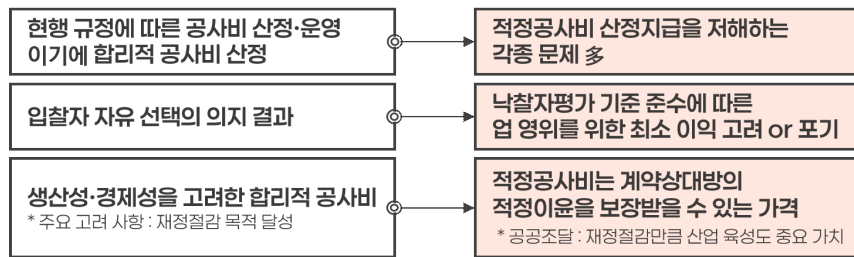 현행 규정에 따른 공사비 산정·운영
이기에 합리적 공사비 산정
적정공사비 산정지급을 저해하는
각종 문제 多
입찰자 자유 선택의 의지 결과
낙찰자평가 기준 준수에 따른
업 영위를 위한 최소 이익 고려 or 포기
생산성·경제성을 고려한 합리적 공사비
* 주요 고려 사항 : 재정절감 목적 달성
적정공사비는 계약상대방의
적정이윤을 보장받을 수 있는 가격
* 공공조달 : 재정절감만큼 산업 육성도 중요 가치